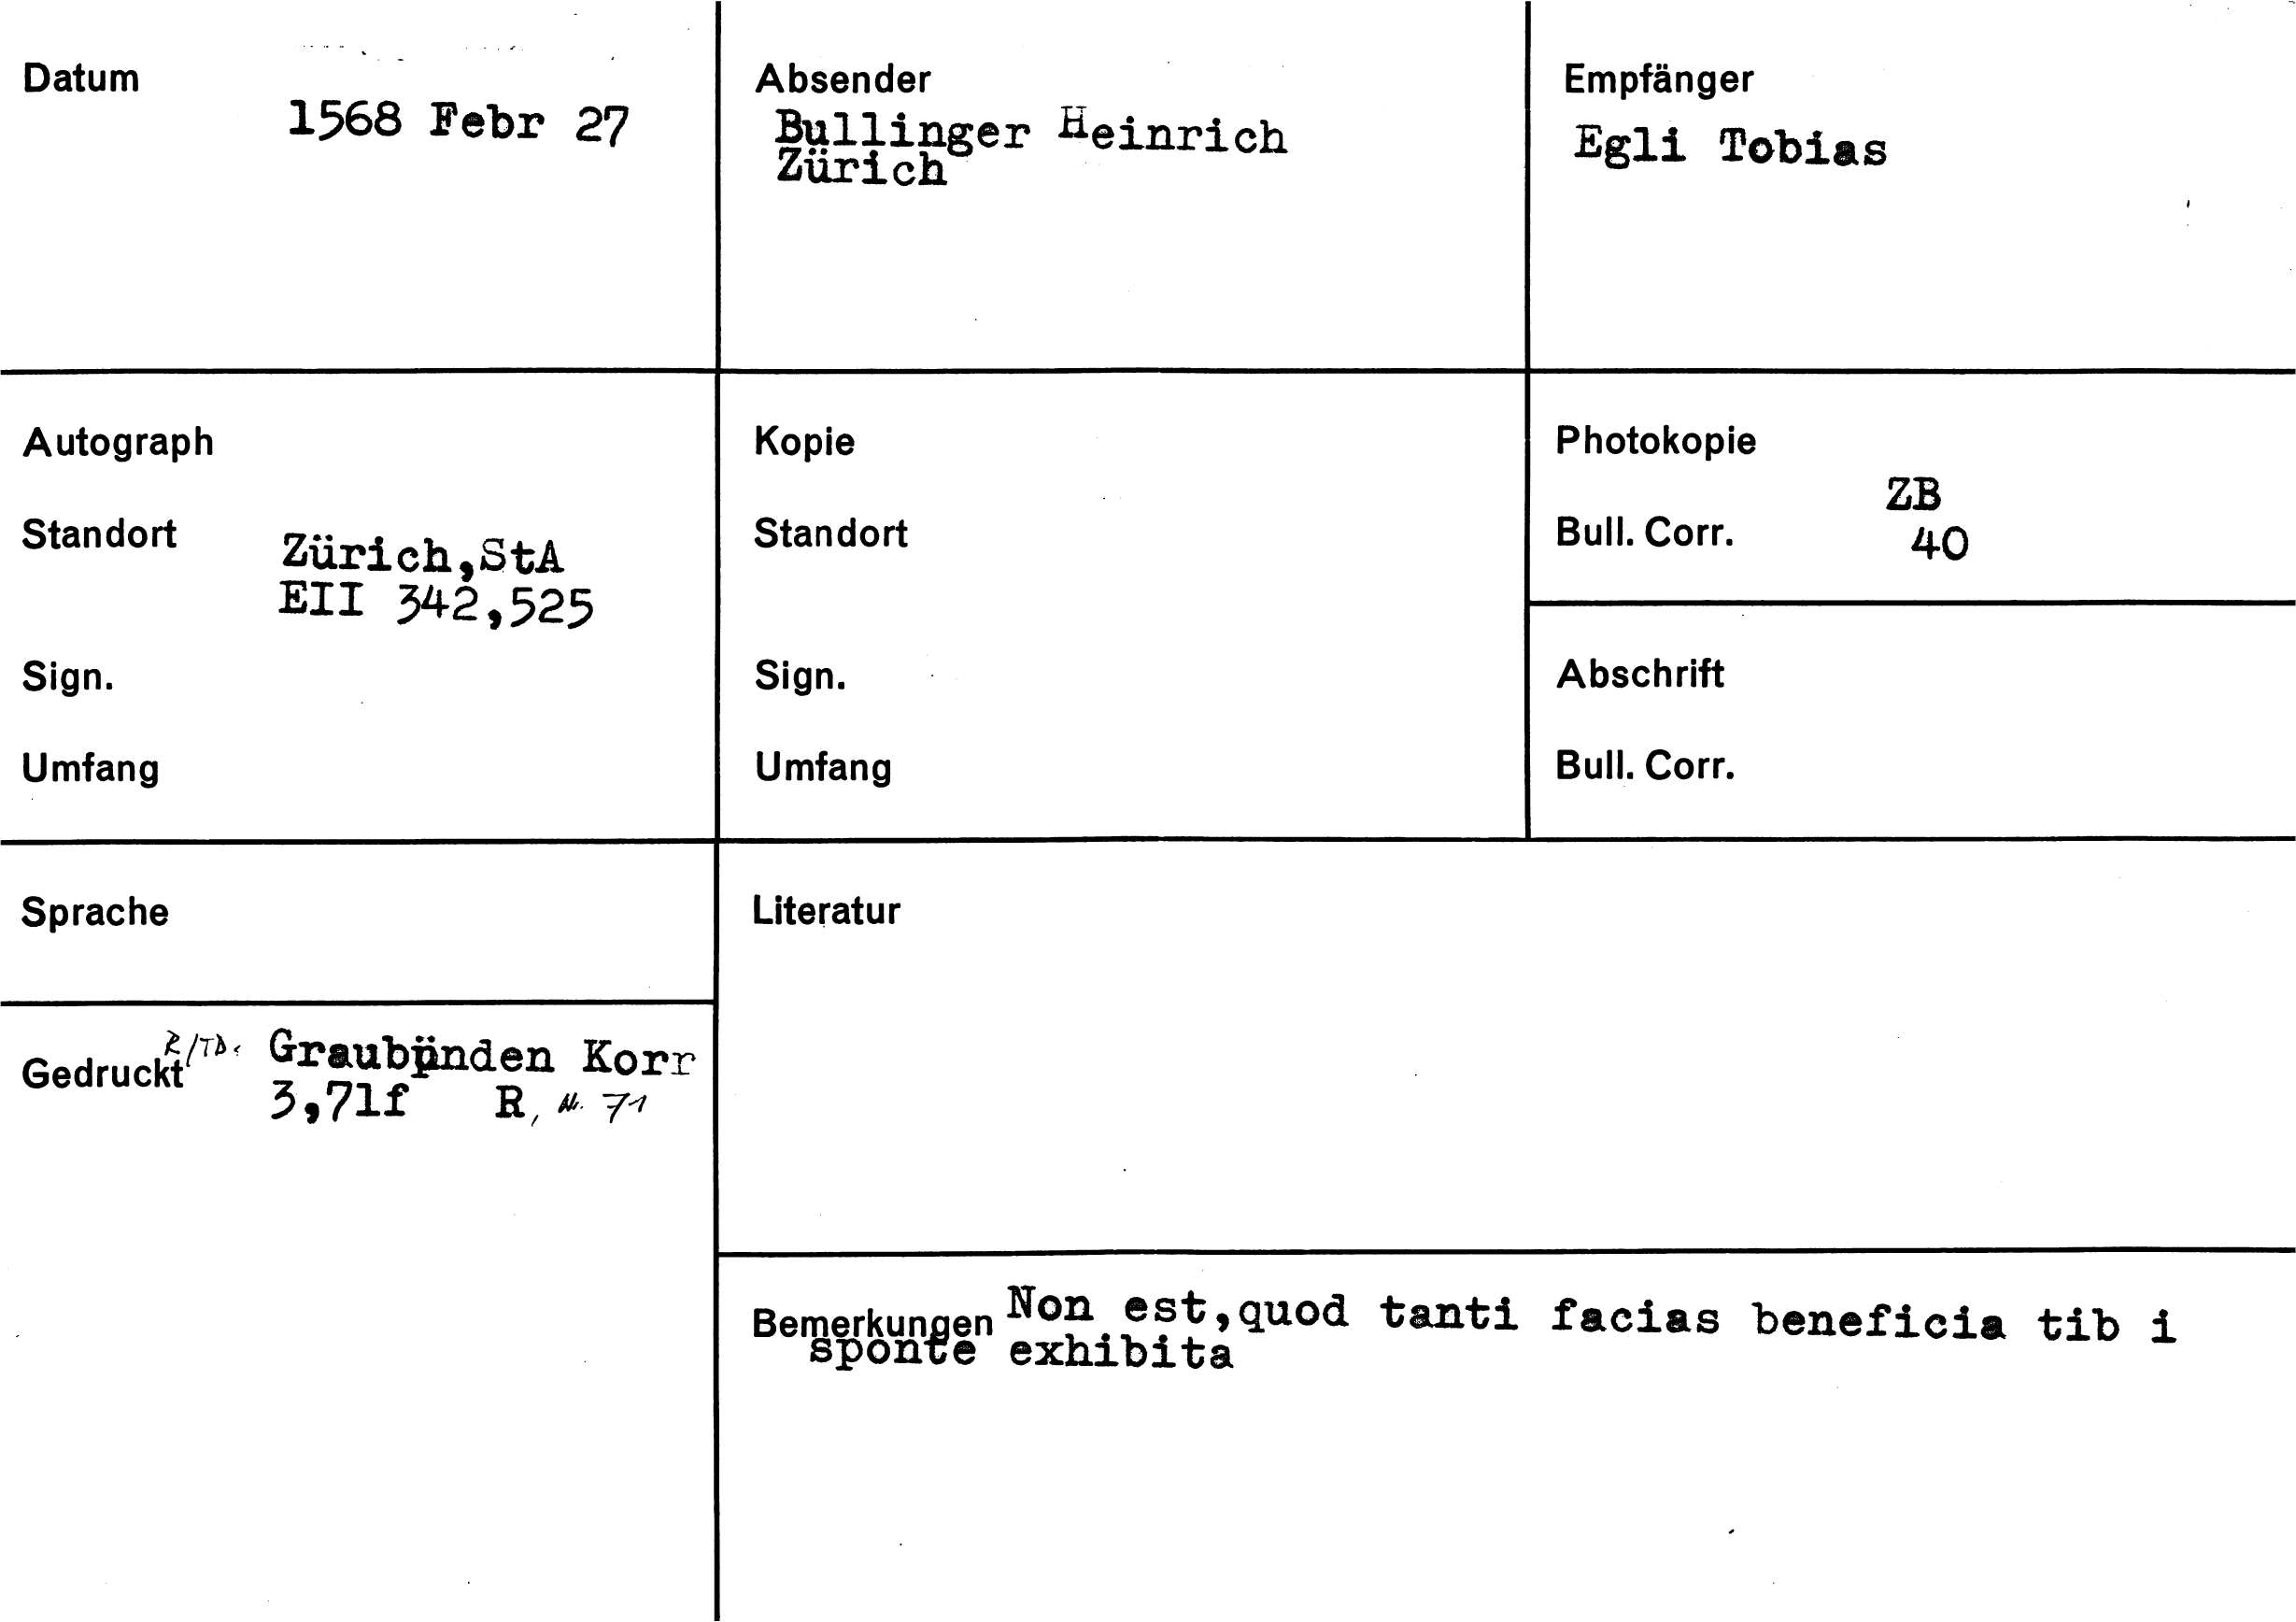 Datum
1568 Febr 27
Absender
Bullinger Heinrich
Zürich
Empfänger
Egli Tobias
Autograph
Standort
Zürich,StA
EII 342,525
Sign.
Umfang
Kopie
Standort
Sign.
Umfang
Photokopie
ZB
Bull. Corr. 40
Abschrift
Bull. Corr.
Sprache
Gedruckt R/TD. Graubünden Korr
3,71f R, Nr. 71
Literatur
Bemerkungen Non est,quod tanti facias beneficia tib i
sponte exhibita